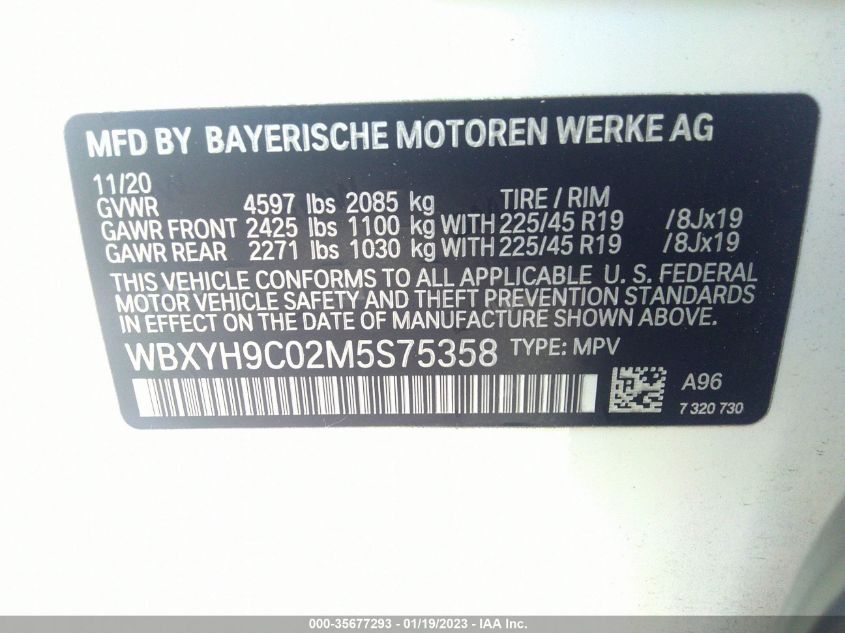 MFD BY BAYERISCHE MOTOREN WERKE AG
11/20
GVWR 4597 lbs 2085 kg TIRE / RIM
GAWR FRONT 2425 lbs 1100 kg WITH 225/45 R19 /8Jx19
GAWR REAR 2271 lbs 1030 kg WITH 225/45 R19 /8Jx19
THIS VEHICLE CONFORMS TO ALL APPLICABLE U. S. FEDERAL
MOTOR VEHICLE SAFETY AND THEFT PREVENTION STANDARDS
IN EFFECT ON THE DATE OF MANUFACTURE SHOWN ABOVE.
WBXYH9C02M5S75358 TYPE: MPV
A96
7 320 730
000-35677293 - 01/19/2023 - IAA Inc.